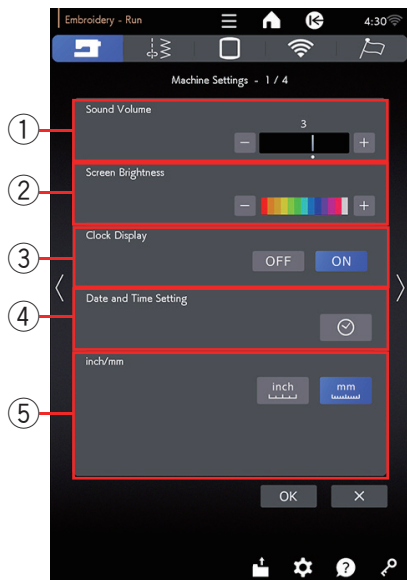 Embroidery - Run
4:30
Machine Settings - 1 / 4
1
Sound Volume
3
- +
2
Screen Brightness
- +
3
Clock Display
OFF ON
4
Date and Time Setting
5
inch/mm
inch mm
OK X
?